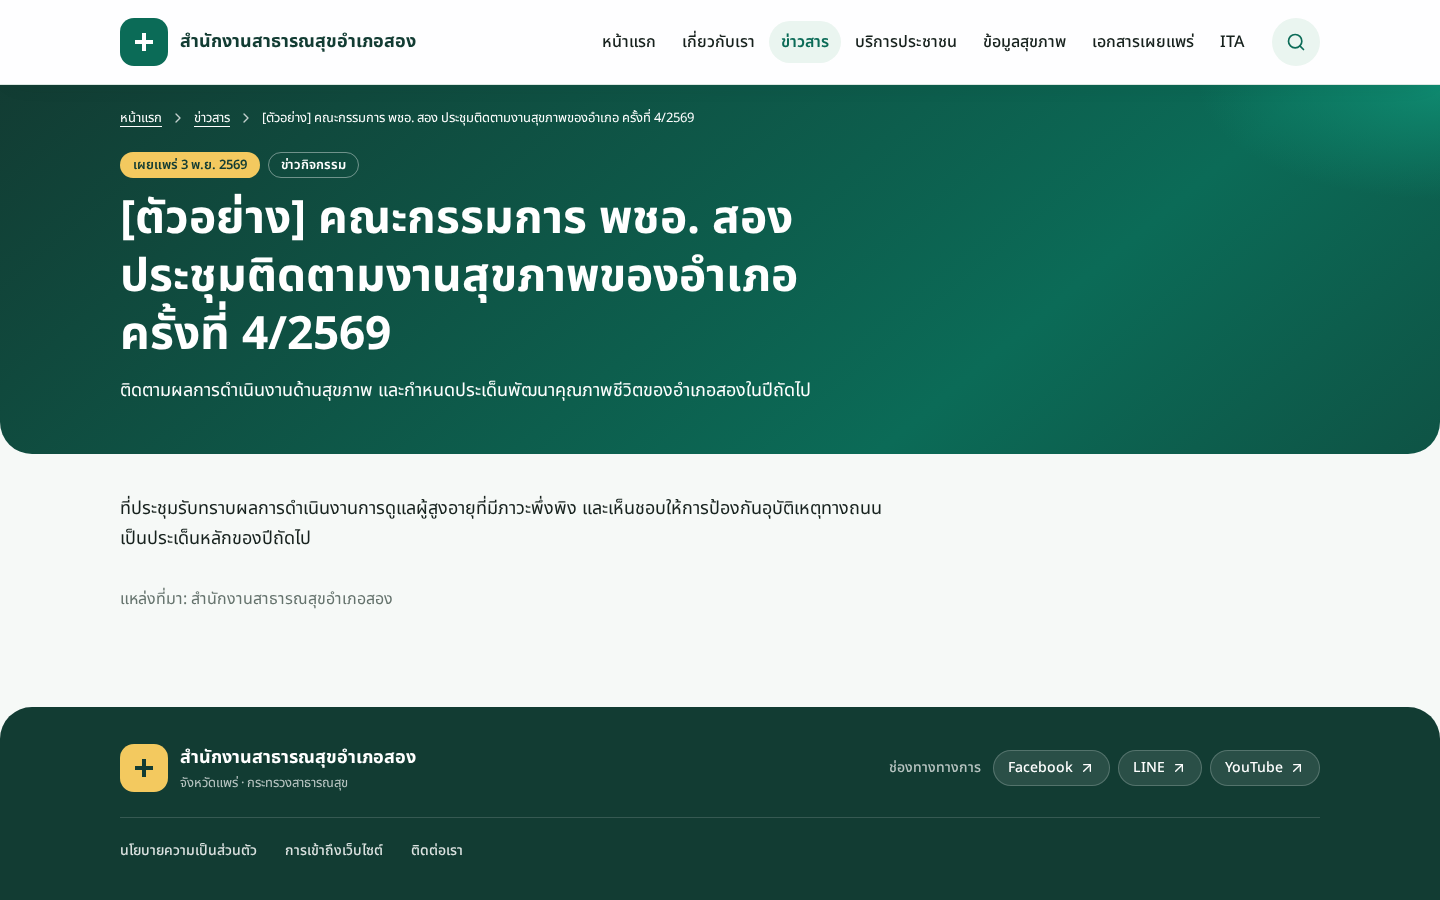 สำนักงานสาธารณสุขอำเภอสอง
หน้าแรก เกี่ยวกับเรา ข่าวสาร บริการประชาชน ข้อมูลสุขภาพ เอกสารเผยแพร่ ITA
หน้าแรก ข่าวสาร [ตัวอย่าง] คณะกรรมการ พชอ. สอง ประชุมติดตามงานสุขภาพของอำเภอ ครั้งที่ 4/2569
เผยแพร่ 3 พ.ย. 2569 ข่าวกิจกรรม
[ตัวอย่าง] คณะกรรมการ พชอ. สอง
ประชุมติดตามงานสุขภาพของอำเภอ
ครั้งที่ 4/2569
ติดตามผลการดำเนินงานด้านสุขภาพ และกำหนดประเด็นพัฒนาคุณภาพชีวิตของอำเภอสองในปีถัดไป
ที่ประชุมรับทราบผลการดำเนินงานการดูแลผู้สูงอายุที่มีภาวะพึ่งพิง และเห็นชอบให้การป้องกันอุบัติเหตุทางถนน
เป็นประเด็นหลักของปีถัดไป
แหล่งที่มา: สำนักงานสาธารณสุขอำเภอสอง
สำนักงานสาธารณสุขอำเภอสอง
จังหวัดแพร่ · กระทรวงสาธารณสุข
ช่องทางทางการ Facebook LINE YouTube
นโยบายความเป็นส่วนตัว การเข้าถึงเว็บไซต์ ติดต่อเรา